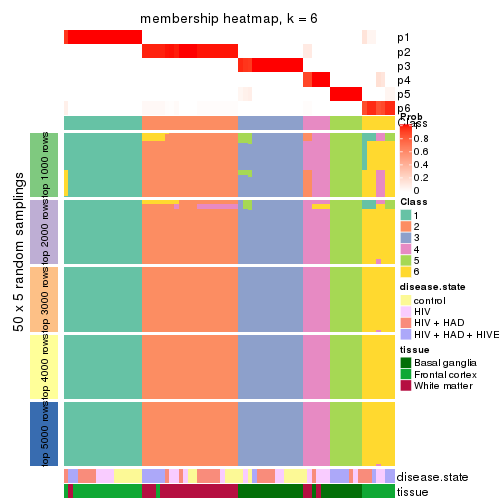 membership heatmap, k = 6
p1
p2
p3
p4
p5
p6
Class
Prob
1
0.8
0.6
0.4
0.2
0
Class
1
2
3
4
5
6
disease.state
control
HIV
HIV + HAD
HIV + HAD + HIVE
tissue
Basal ganglia
Frontal cortex
White matter
50 x 5 random samplings
top 1000 rows
top 2000 rows
top 3000 rows
top 4000 rows
top 5000 rows
disease.state
tissue